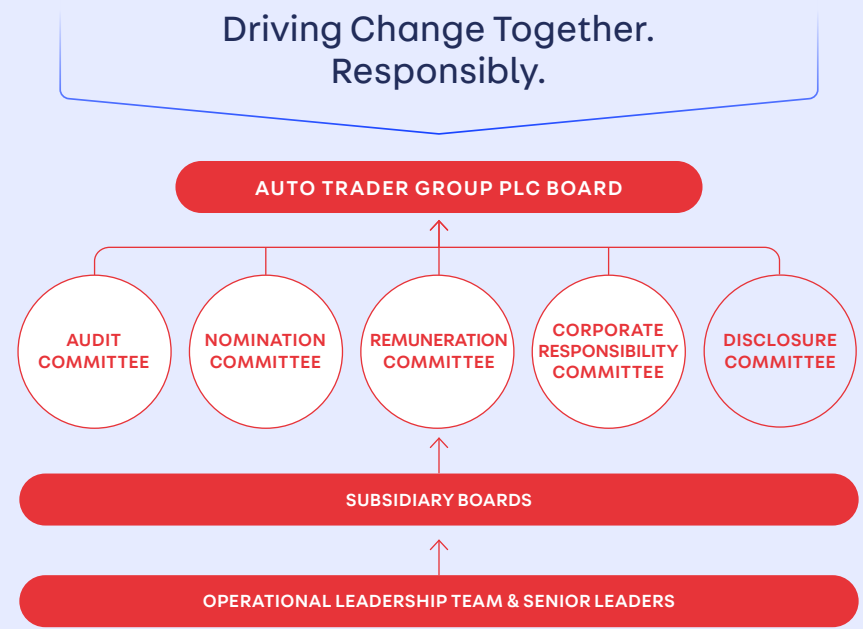 Driving Change Together.
Responsibly.
AUTO TRADER GROUP PLC BOARD
AUDIT
COMMITTEE
NOMINATION
COMMITTEE
REMUNERATION
COMMITTEE
CORPORATE
RESPONSIBILITY
COMMITTEE
DISCLOSURE
COMMITTEE
SUBSIDIARY BOARDS
OPERATIONAL LEADERSHIP TEAM & SENIOR LEADERS